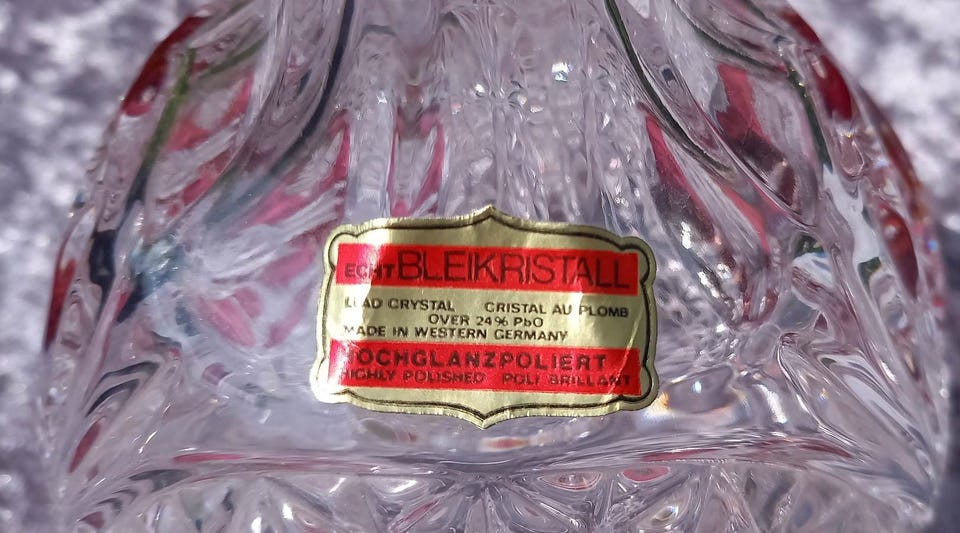 ECHT BLEIKRISTALL
LEAD CRYSTAL CRISTAL AU PLOMB
OVER 24% PbO
MADE IN WESTERN GERMANY
HOCHGLANZPOLIERT
HIGHLY POLISHED POLI BRILLANT